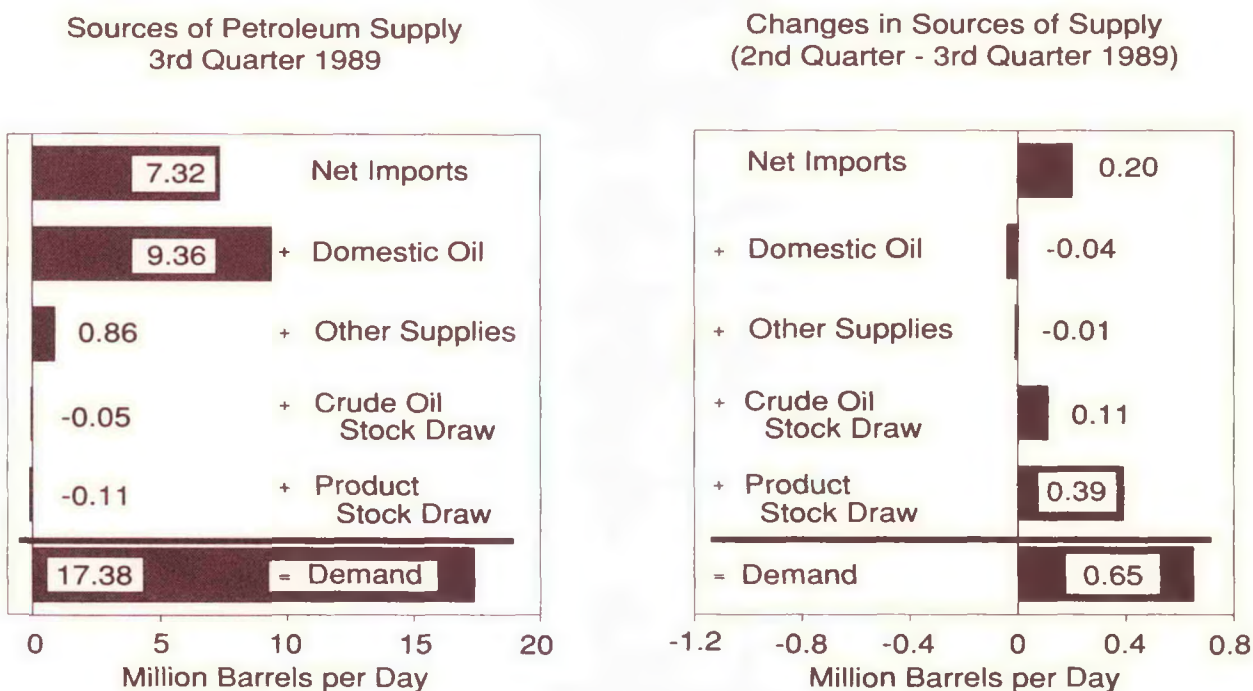 Sources of Petroleum Supply
3rd Quarter 1989
7.32 Net Imports
9.36 + Domestic Oil
0.86 + Other Supplies
-0.05 + Crude Oil
Stock Draw
-0.11 + Product
Stock Draw
17.38 = Demand
0 5 10 15 20
Million Barrels per Day
Changes in Sources of Supply
(2nd Quarter - 3rd Quarter 1989)
Net Imports 0.20
+ Domestic Oil -0.04
+ Other Supplies -0.01
+ Crude Oil
Stock Draw 0.11
+ Product
Stock Draw 0.39
= Demand 0.65
-1.2 -0.8 -0.4 0 0.4 0.8
Million Barrels per Day